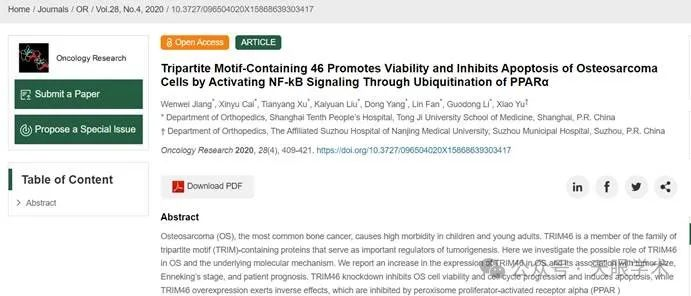 Home / Journals / OR / Vol.28, No.4, 2020 / 10.3727/096504020X15868639303417
Oncology Research
Submit a Paper
Propose a Special Issue
Table of Content
Abstract
Open Access
ARTICLE
Tripartite Motif-Containing 46 Promotes Viability and Inhibits Apoptosis of Osteosarcoma
Cells by Activating NF-kB Signaling Through Ubiquitination of PPARα
Wenwei Jiang*, Xinyu Cai*, Tianyang Xu*, Kaiyuan Liu*, Dong Yang*, Lin Fan*, Guodong Li*, Xiao Yu†
* Department of Orthopedics, Shanghai Tenth People's Hospital, Tong Ji University School of Medicine, Shanghai, P.R. China
† Department of Orthopedics, The Affiliated Suzhou Hospital of Nanjing Medical University, Suzhou Municipal Hospital, Suzhou, P.R. China
Oncology Research 2020, 28(4), 409-421. https://doi.org/10.3727/096504020X15868639303417
Download PDF
Abstract
Osteosarcoma (OS), the most common bone cancer, causes high morbidity in children and young adults. TRIM46 is a member of the family of
tripartite motif (TRIM)-containing proteins that serve as important regulators of tumorigenesis. Here we investigate the possible role of TRIM46
in OS and the underlying molecular mechanism. We report an increase in the expression of TRIM46 in OS and its association with tumor size,
Enneking's stage, and patient prognosis. TRIM46 knockdown inhibits OS cell viability and cell cycle progression and induces apoptosis, while
TRIM46 overexpression exerts inverse effects, which are inhibited by peroxisome proliferator-activated receptor alpha (PPAR )
公众号 · 天眼学术